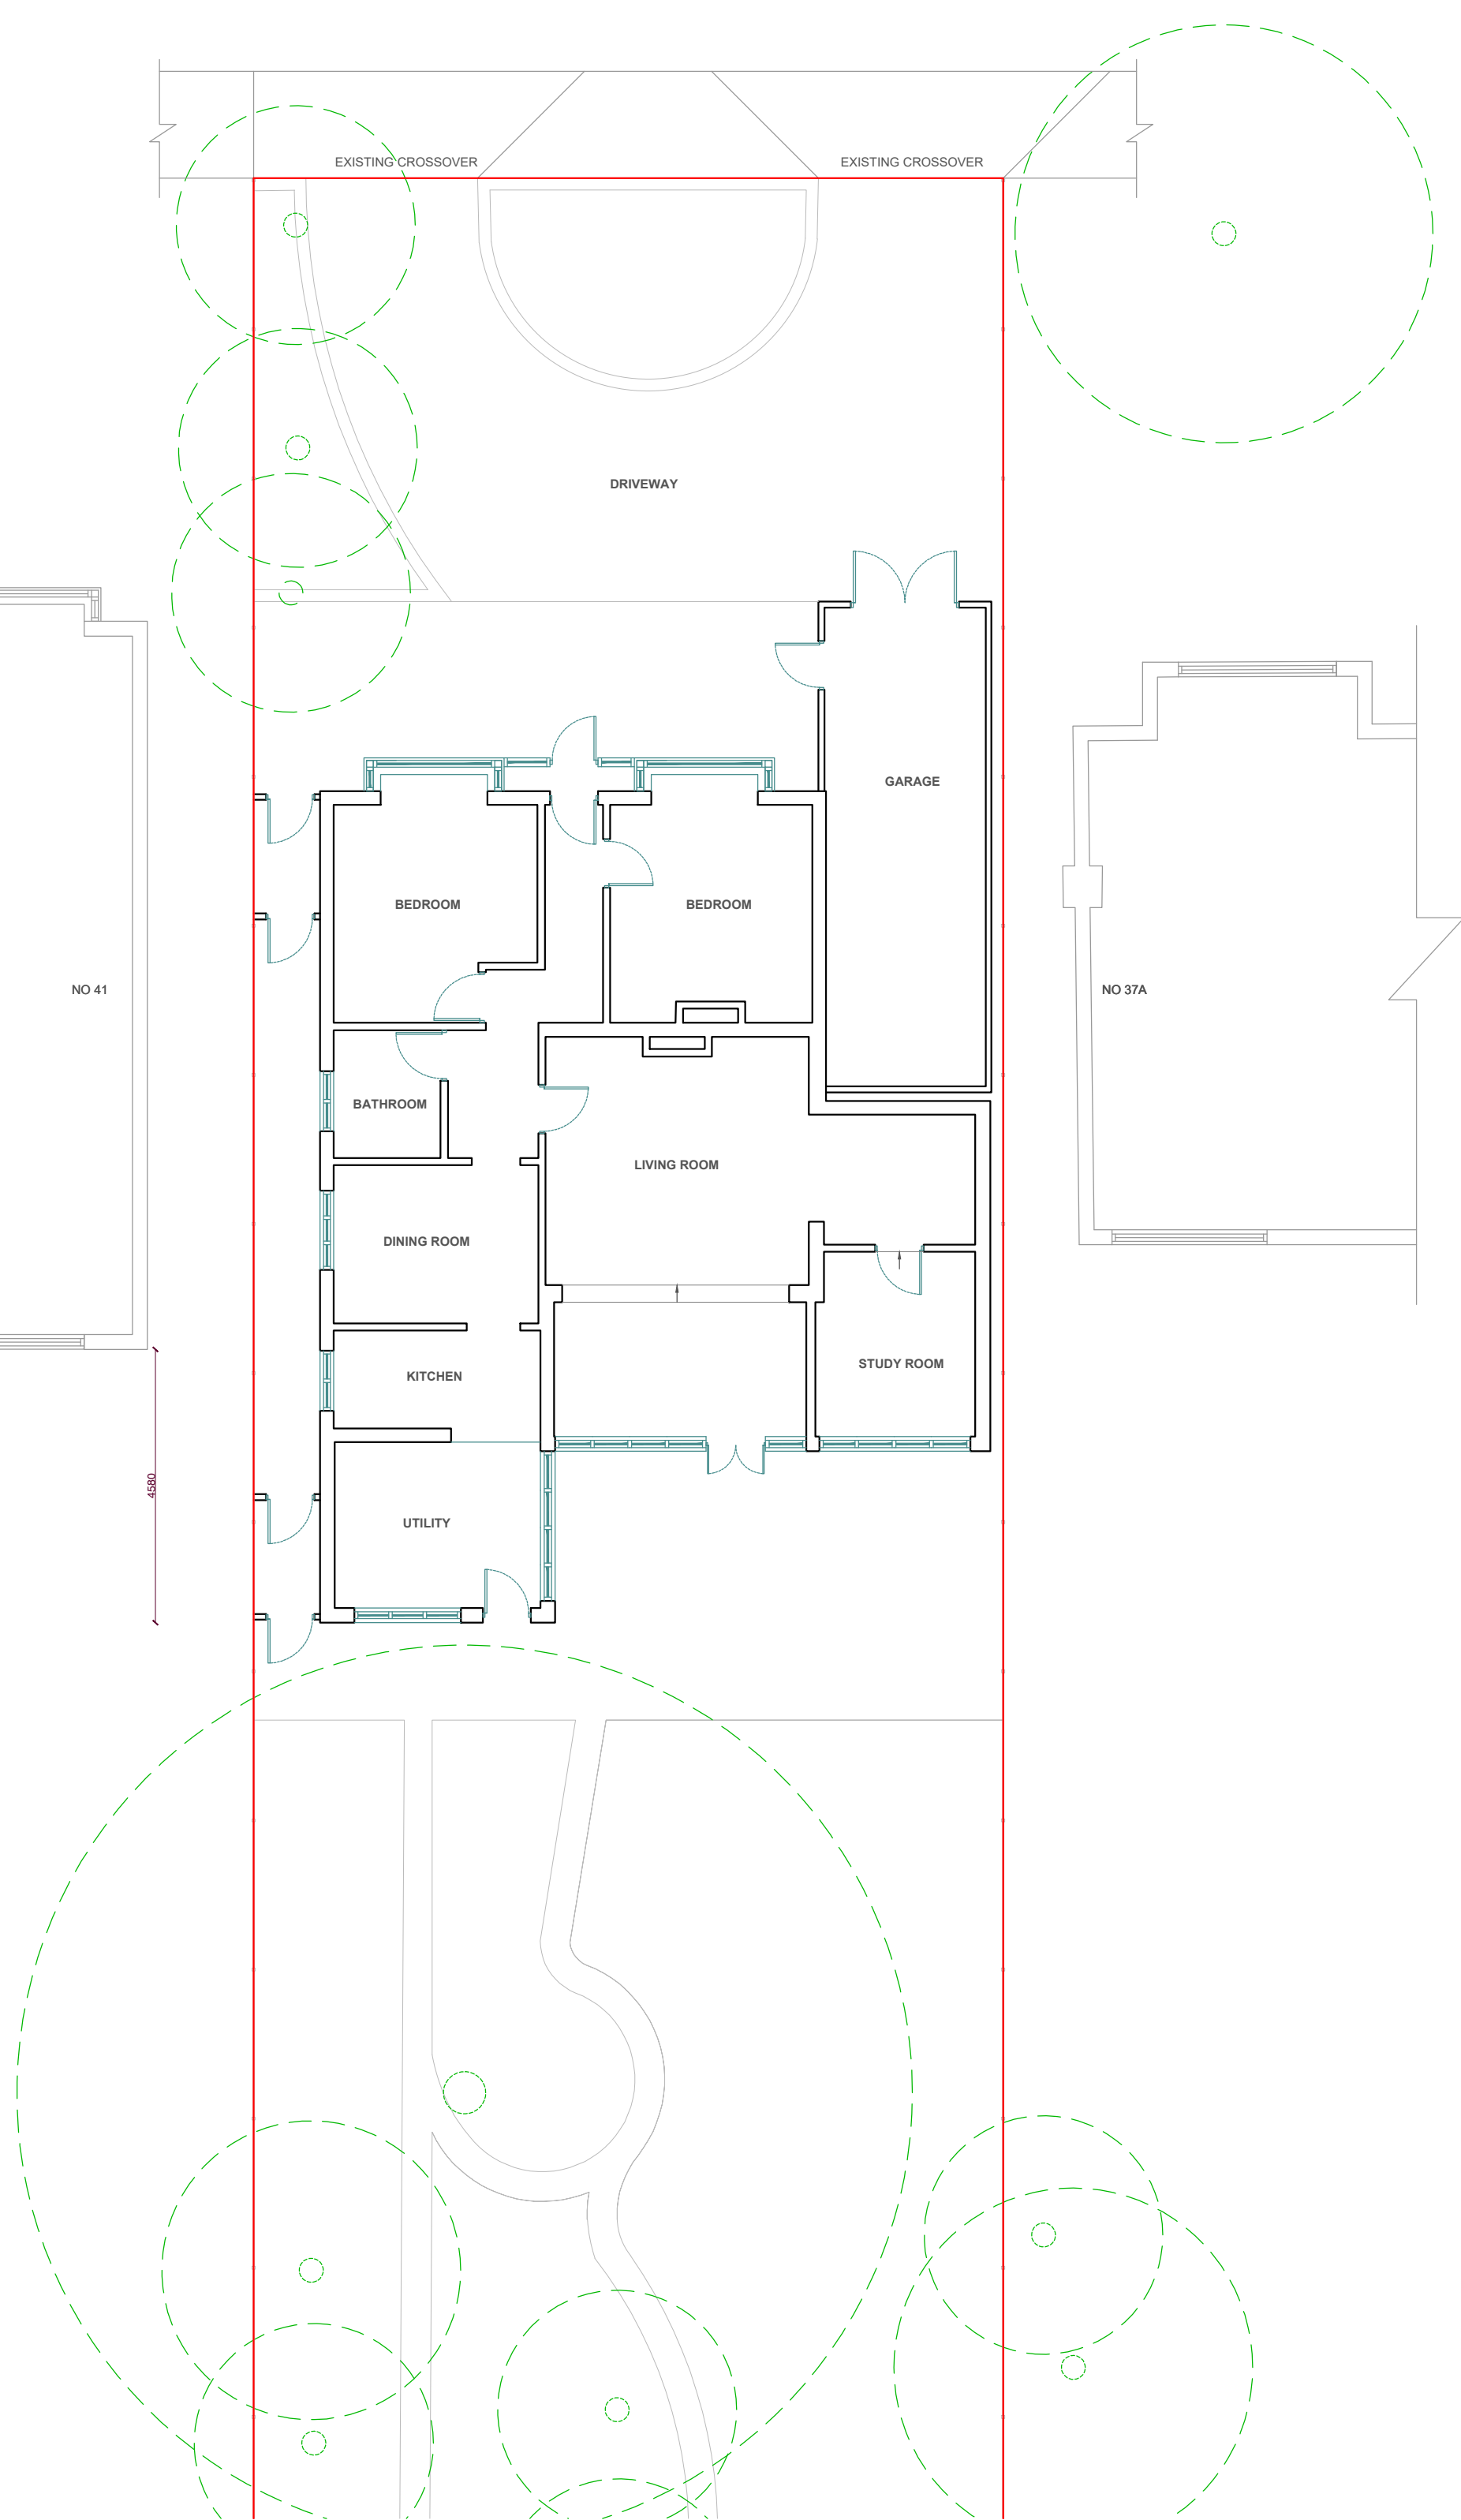 EXISTING CROSSOVER
EXISTING CROSSOVER
DRIVEWAY
GARAGE
BEDROOM
BEDROOM
NO 41
NO 37A
BATHROOM
LIVING ROOM
DINING ROOM
STUDY ROOM
KITCHEN
4580
UTILITY